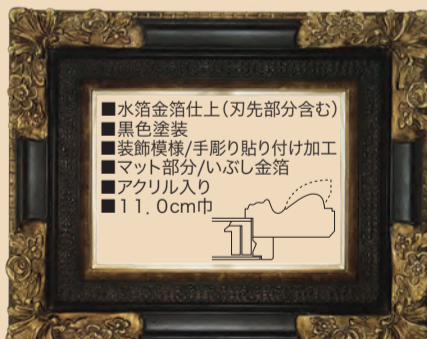 ■水箔金箔仕上(刃先部分含む)
■黒色塗装
■装飾模様/手彫り貼り付け加工
■マット部分/いぶし金箔
■アクリル入り
■11.0cm巾